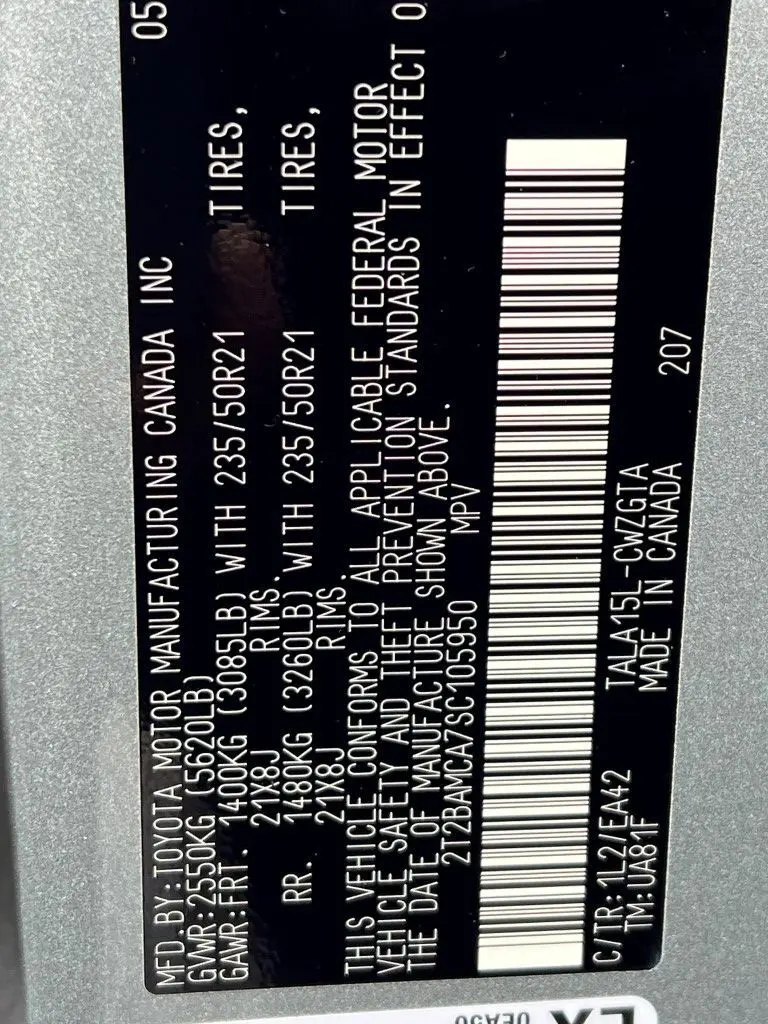 MFD.BY:TOYOTA MOTOR MANUFACTURING CANADA INC 05
GVWR:2550KG (5620LB)
GAWR:FRT. 1400KG (3085LB) WITH 235/50R21 TIRES,
21X8J RIMS.
RR. 1480KG (3260LB) WITH 235/50R21 TIRES,
21X8J RIMS.
THIS VEHICLE CONFORMS TO ALL APPLICABLE FEDERAL MOTOR
VEHICLE SAFETY AND THEFT PREVENTION STANDARDS IN EFFECT O
THE DATE OF MANUFACTURE SHOWN ABOVE.
2T2BAMCA7SC105950 MPV
C/TR:1L2/EA42 TALA15L-CWZGTA 207
TM:UA81F MADE IN CANADA